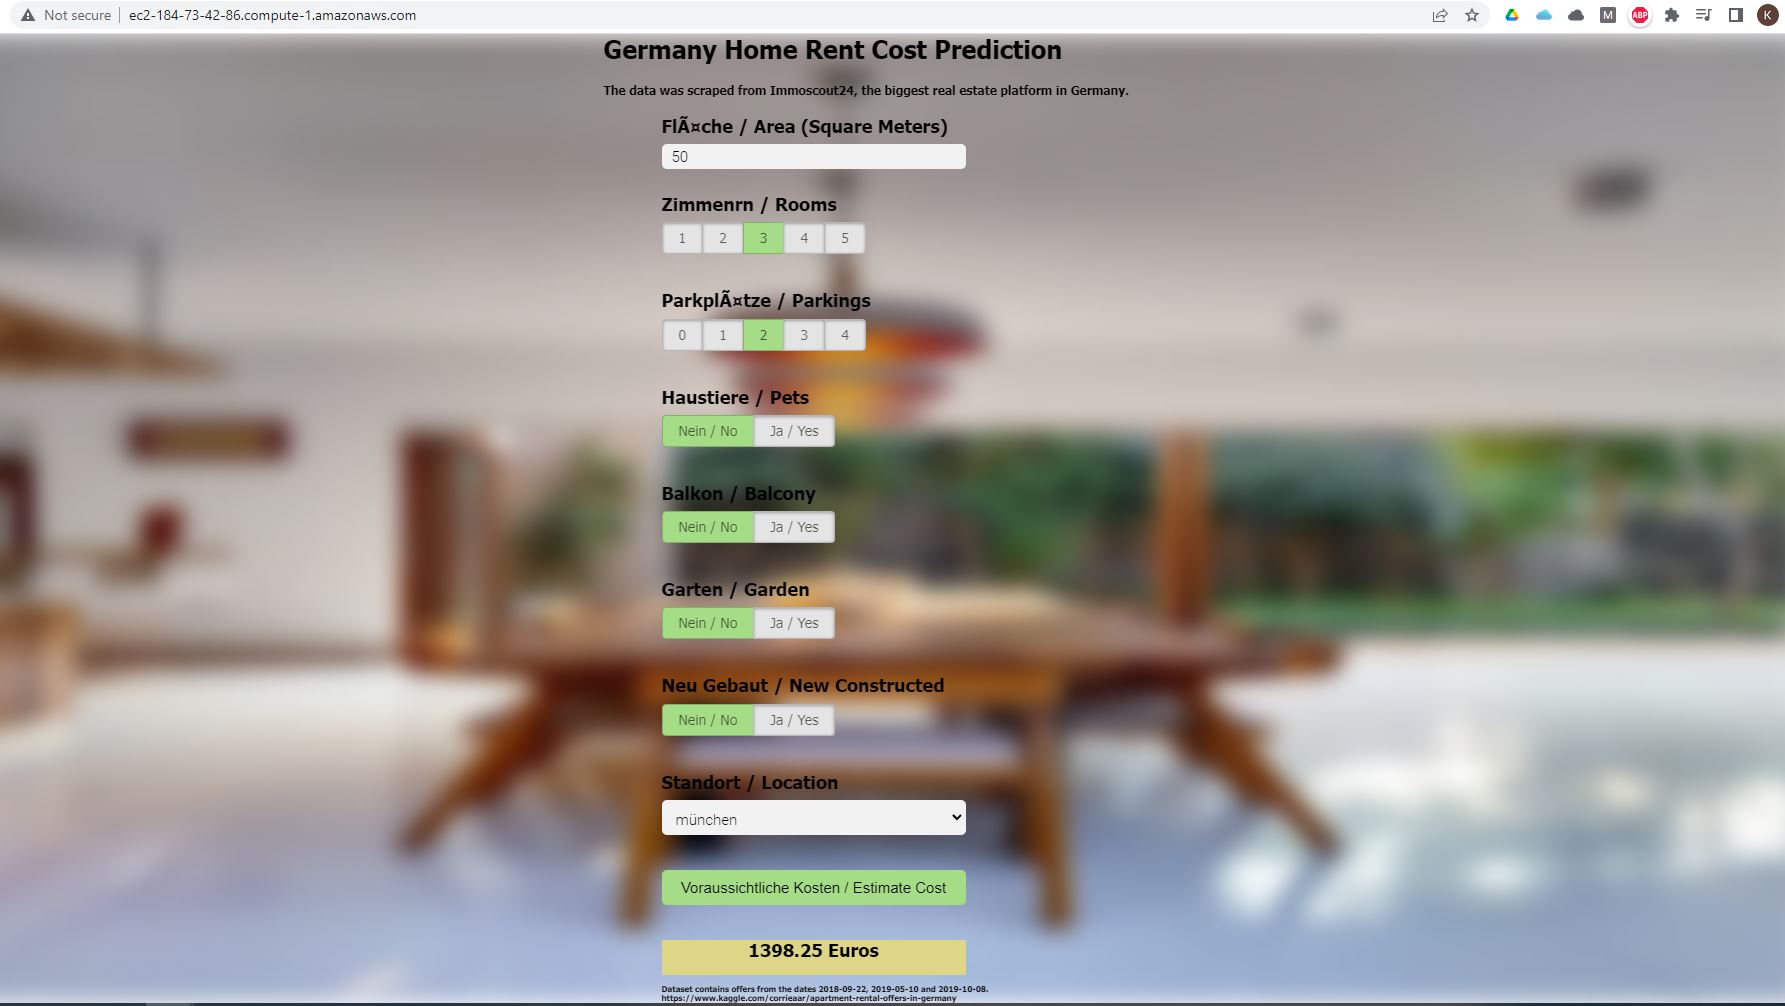 Not secure | ec2-184-73-42-86.compute-1.amazonaws.com M ABP K
Germany Home Rent Cost Prediction
The data was scraped from Immoscout24, the biggest real estate platform in Germany.
FlÃ¤che / Area (Square Meters)
50
Zimmenrn / Rooms
1 2 3 4 5
ParkplÃ¤tze / Parkings
0 1 2 3 4
Haustiere / Pets
Nein / No Ja / Yes
Balkon / Balcony
Nein / No Ja / Yes
Garten / Garden
Nein / No Ja / Yes
Neu Gebaut / New Constructed
Nein / No Ja / Yes
Standort / Location
münchen
Voraussichtliche Kosten / Estimate Cost
1398.25 Euros
Dataset contains offers from the dates 2018-09-22, 2019-05-10 and 2019-10-08.
https://www.kaggle.com/corrieaar/apartment-rental-offers-in-germany